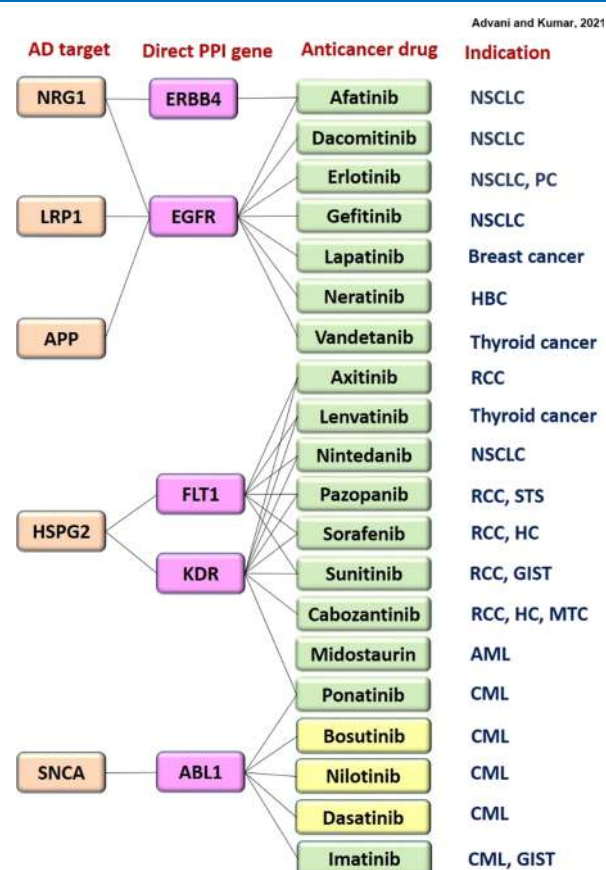 Advani and Kumar, 2021
AD target Direct PPI gene Anticancer drug Indication
NRG1 ERBB4 Afatinib NSCLC
Dacomitinib NSCLC
Erlotinib NSCLC, PC
LRP1 EGFR Gefitinib NSCLC
Lapatinib Breast cancer
Neratinib HBC
APP Vandetanib Thyroid cancer
Axitinib RCC
Lenvatinib Thyroid cancer
Nintedanib NSCLC
FLT1 Pazopanib RCC, STS
HSPG2 Sorafenib RCC, HC
KDR Sunitinib RCC, GIST
Cabozantinib RCC, HC, MTC
Midostaurin AML
Ponatinib CML
Bosutinib CML
SNCA ABL1 Nilotinib CML
Dasatinib CML
Imatinib CML, GIST